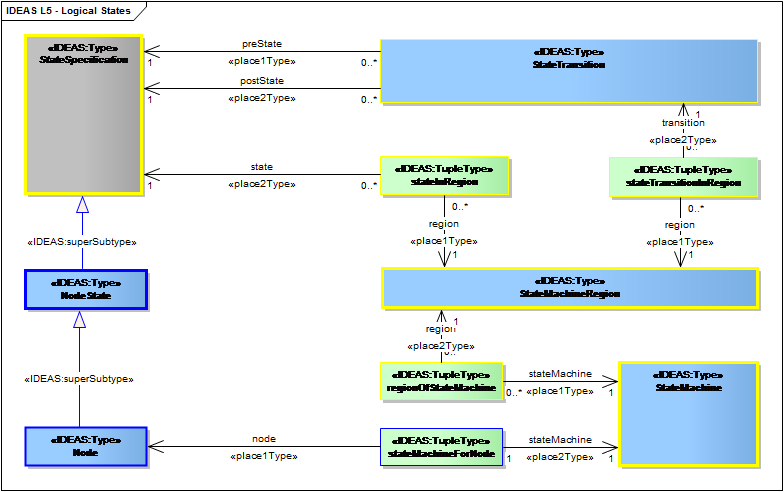 IDEAS L5 - Logical States
«IDEAS:Type»
StateSpecification
preState
1
«place1Type»
0..*
postState
1
«place2Type»
0..*
«IDEAS:Type»
StateTransition
1
transition
«place2Type»
0..
state
1
«place2Type»
0..*
«IDEAS:TupleType»
stateInRegion
«IDEAS:TupleType»
stateTransitionInRegion
0..*
region
«place1Type»
1
0..*
region
«place1Type»
1
«IDEAS:superSubtype»
«IDEAS:Type»
NodeState
«IDEAS:Type»
StateMachineRegion
1
region
«place2Type»
0..
«IDEAS:superSubtype»
«IDEAS:TupleType»
regionOfStateMachine
stateMachine
0..*
«place1Type»
1
«IDEAS:Type»
StateMachine
«IDEAS:Type»
Node
node
«place1Type»
«IDEAS:TupleType»
stateMachineForNode
stateMachine
1
«place2Type»
1